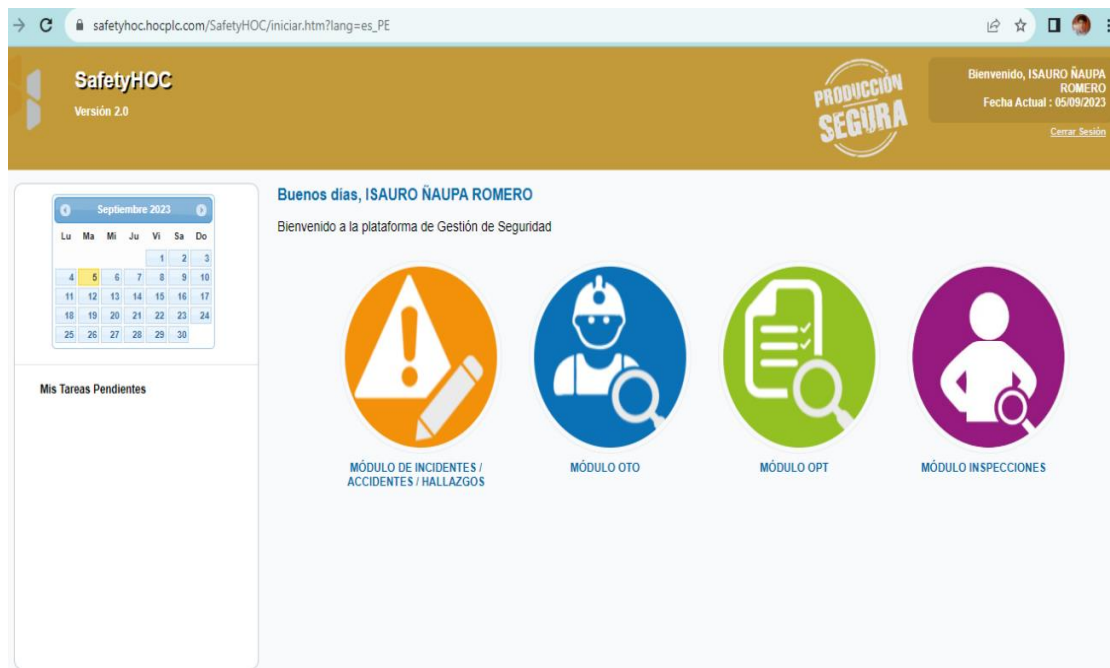 safetyhoc.hocplc.com/SafetyHOC/iniciar.htm?lang=es_PE
SafetyHOC
Versión 2.0
PRODUCCIÓN
SEGURA
Bienvenido, ISAURO ÑAUPA
ROMERO
Fecha Actual : 05/09/2023
Cerrar Sesión
Septiembre 2023
Lu Ma Mi Ju Vi Sa Do
1 2 3
4 5 6 7 8 9 10
11 12 13 14 15 16 17
18 19 20 21 22 23 24
25 26 27 28 29 30
Mis Tareas Pendientes
Buenos días, ISAURO ÑAUPA ROMERO
Bienvenido a la plataforma de Gestión de Seguridad
MÓDULO DE INCIDENTES /
ACCIDENTES / HALLAZGOS
MÓDULO OTO
MÓDULO OPT
MÓDULO INSPECCIONES